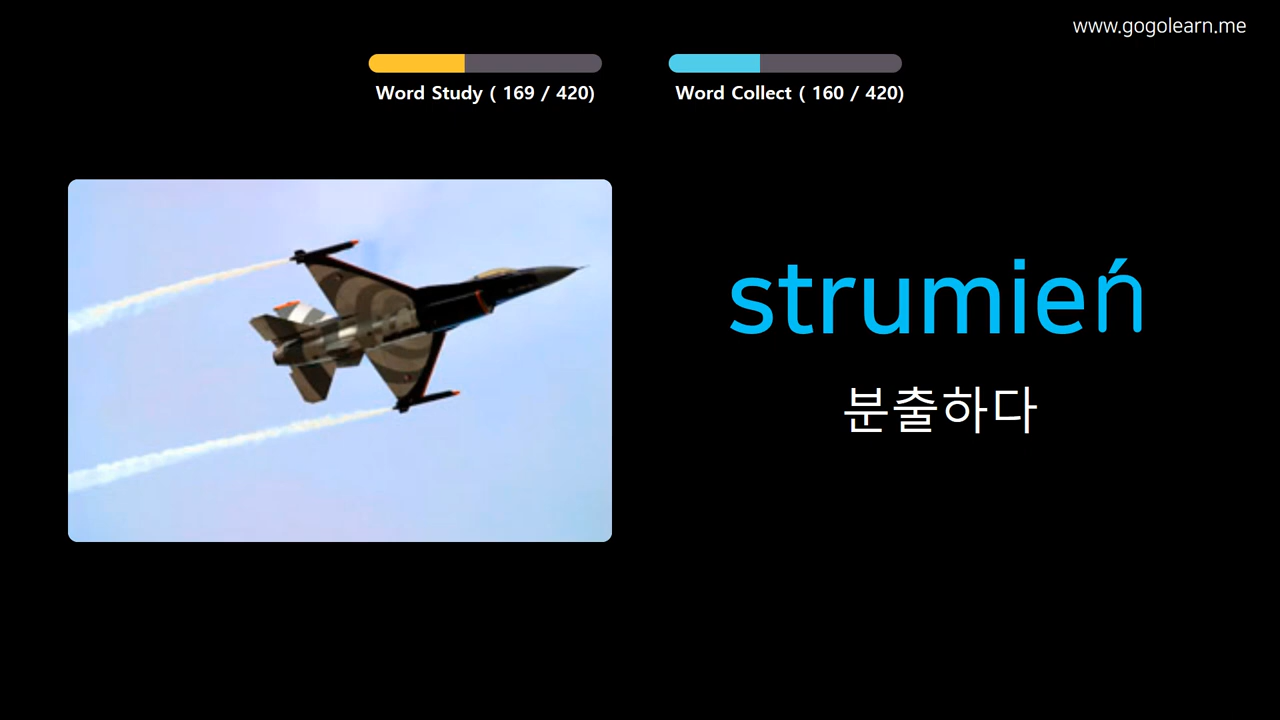 www.gogolearn.me
Word Study ( 169 / 420)
Word Collect ( 160 / 420)
strumień
분출하다